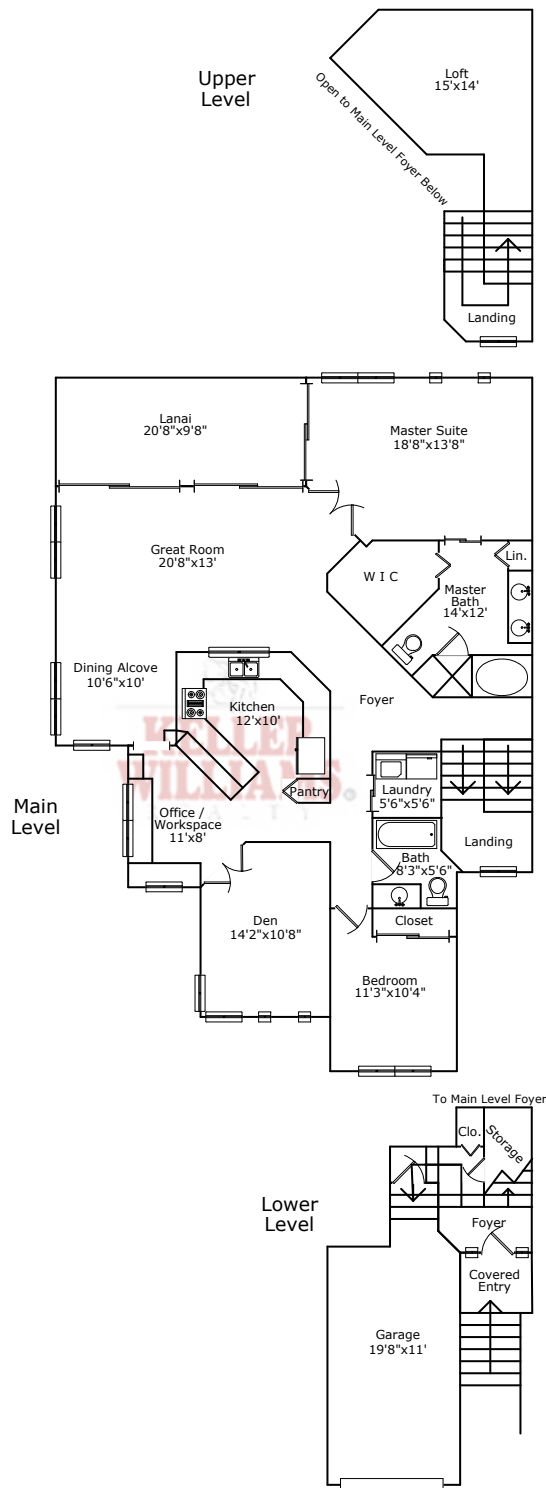 Upper
Level
Loft
15'x14'
Open to Main Level Foyer Below
Landing
Lanai
20'8"x9'8"
Master Suite
18'8"x13'8"
Great Room
20'8"x13'
W I C
Lin.
Master
Bath
14'x12'
Dining Alcove
10'6"x10'
Kitchen
12'x10'
Foyer
KELLER
WILLIAMS
REALTY
Pantry
Main
Level
Office /
Workspace
11'x8'
Laundry
5'6"x5'6"
Landing
Bath
8'3"x5'6"
Den
14'2"x10'8"
Closet
Bedroom
11'3"x10'4"
To Main Level Foyer
Clo.
Storage
Lower
Level
Foyer
Covered
Entry
Garage
19'8"x11'